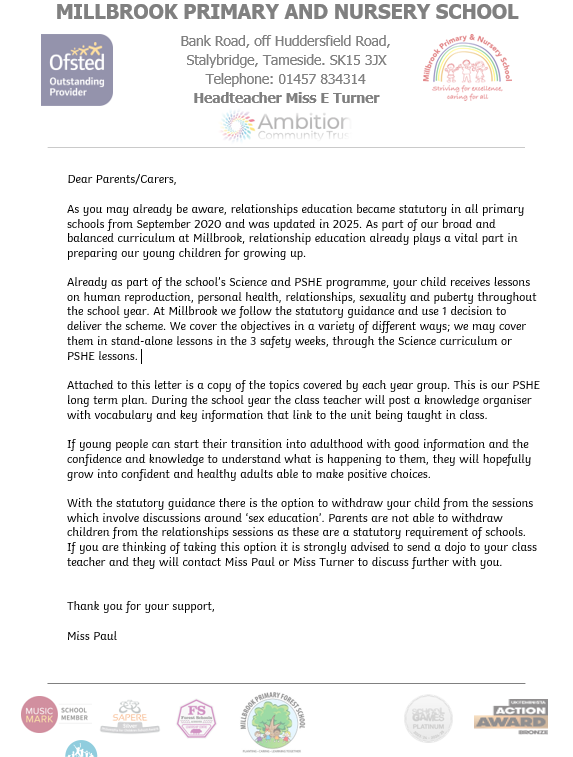 MILLBROOK PRIMARY AND NURSERY SCHOOL
Bank Road, off Huddersfield Road,
Stalybridge, Tameside. SK15 3JX
Telephone: 01457 834314
Headteacher Miss E Turner
Ofsted
Outstanding
Provider
Millbrook Primary & Nursery School
Striving for excellence,
caring for all
Ambition
Community Trus
Dear Parents/Carers,
As you may already be aware, relationships education became statutory in all primary
schools from September 2020 and was updated in 2025. As part of our broad and
balanced curriculum at Millbrook, relationship education already plays a vital part in
preparing our young children for growing up.
Already as part of the school's Science and PSHE programme, your child receives lessons
on human reproduction, personal health, relationships, sexuality and puberty throughout
the school year. At Millbrook we follow the statutory guidance and use 1 decision to
deliver the scheme. We cover the objectives in a variety of different ways; we may cover
them in stand-alone lessons in the 3 safety weeks, through the Science curriculum or
PSHE lessons.
Attached to this letter is a copy of the topics covered by each year group. This is our PSHE
long term plan. During the school year the class teacher will post a knowledge organiser
with vocabulary and key information that link to the unit being taught in class.
If young people can start their transition into adulthood with good information and the
confidence and knowledge to understand what is happening to them, they will hopefully
grow into confident and healthy adults able to make positive choices.
With the statutory guidance there is the option to withdraw your child from the sessions
which involve discussions around 'sex education'. Parents are not able to withdraw
children from the relationships sessions as these are a statutory requirement of schools.
If you are thinking of taking this option it is strongly advised to send a dojo to your class
teacher and they will contact Miss Paul or Miss Turner to discuss further with you.
Thank you for your support,
Miss Paul
MUSIC
MARK
SCHOOL
MEMBER
SAPERE
FS
Forest Schools
MILLBROOK PRIMARY FOREST SCHOOL
SCHOOL
GAMES
PLATINUM
ACTION
AWARD
BRONZE